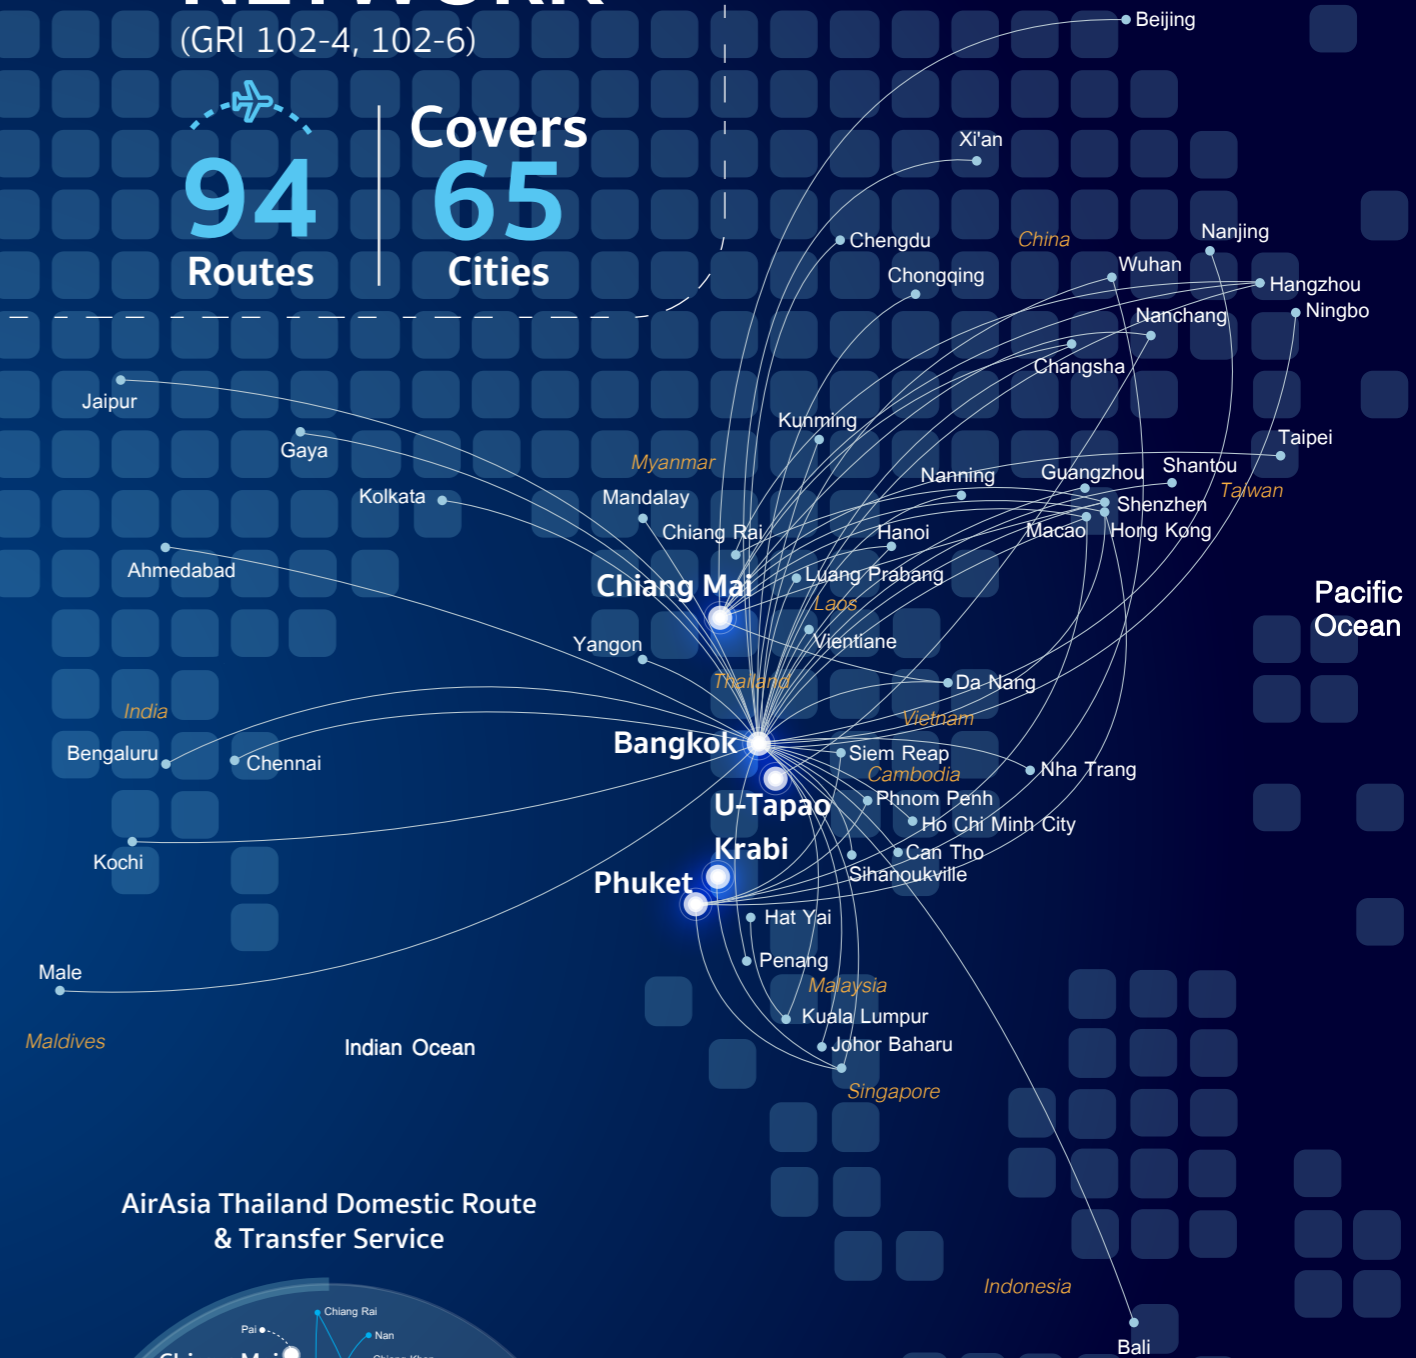 (GRI 102-4, 102-6)
94
Routes
Covers
65
Cities
Beijing
Xi'an
Chengdu
China
Nanjing
Chongqing
Wuhan
Hangzhou
Ningbo
Nanchang
Changsha
Jaipur
Gaya
Kunming
Taipei
Myanmar
Kolkata
Mandalay
Nanning
Guangzhou
Shantou
Taiwan
Shenzhen
Chiang Rai
Hanoi
Macao
Hong Kong
Ahmedabad
Chiang Mai
Luang Prabang
Laos
Pacific
Ocean
Yangon
Vientiane
Thailand
Da Nang
India
Vietnam
Bengaluru
Chennai
Bangkok
Siem Reap
Cambodia
Nha Trang
U-Tapao
Phnom Penh
Ho Chi Minh City
Krabi
Can Tho
Kochi
Sihanoukville
Phuket
Hat Yai
Penang
Male
Malaysia
Kuala Lumpur
Maldives
Indian Ocean
Johor Baharu
Singapore
AirAsia Thailand Domestic Route
& Transfer Service
Indonesia
Chiang Rai
Pai
Nan
Bali